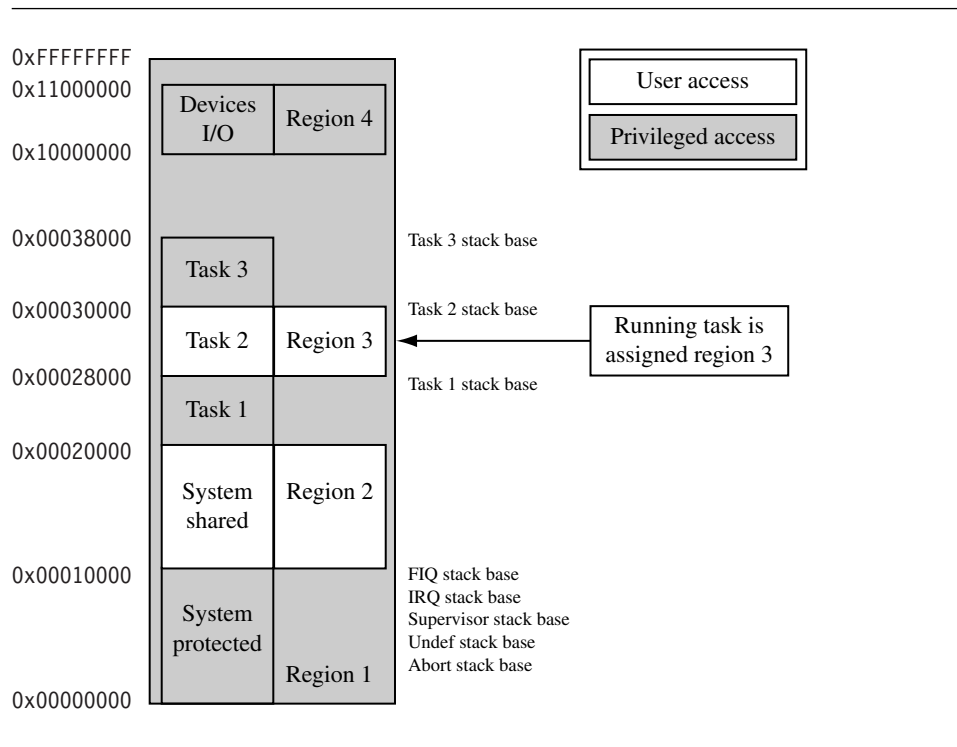 0xFFFFFFFF
0x11000000
0x10000000
0x00038000
0x00030000
0x00028000
0x00020000
0x00010000
0x00000000
Devices
I/O
Region 4
Task 3
Task 2
Region 3
Task 1
System
shared
Region 2
System
protected
Region 1
Task 3 stack base
Task 2 stack base
Task 1 stack base
FIQ stack base
IRQ stack base
Supervisor stack base
Undef stack base
Abort stack base
User access
Privileged access
Running task is
assigned region 3